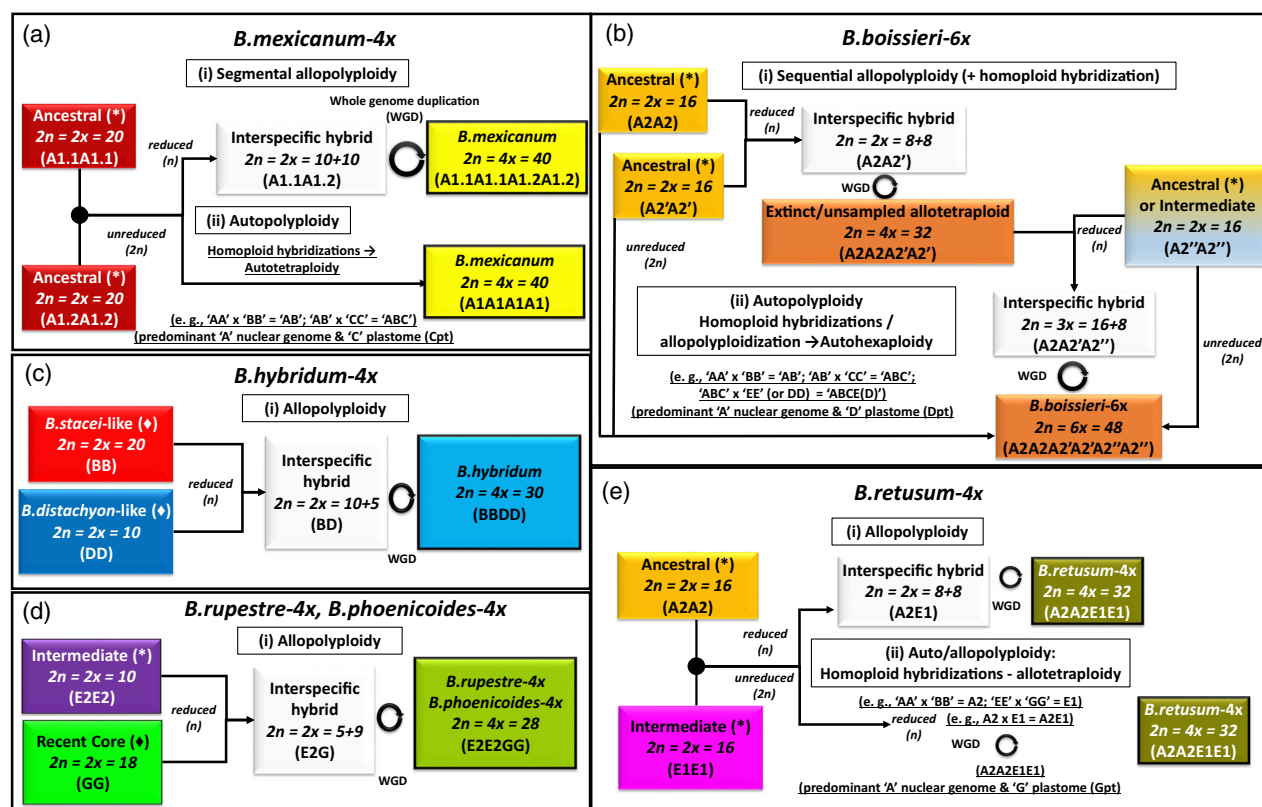 (a)
B.mexicanum-4x
(i) Segmental allopolyploidy
Ancestral (*)
2n = 2x = 20
(A1.1A1.1)
reduced
(n)
Interspecific hybrid
2n = 2x = 10+10
(A1.1A1.2)
Whole genome duplication
(WGD)
B.mexicanum
2n = 4x = 40
(A1.1A1.1A1.2A1.2)
(ii) Autopolyploidy
unreduced
(2n)
Homoploid hybridizations →
Autotetraploidy
Ancestral (*)
2n = 2x = 20
(A1.2A1.2)
B.mexicanum
2n = 4x = 40
(A1A1A1A1)
(e. g., ‘AA’ x ‘BB’ = ‘AB’; ‘AB’ x ‘CC’ = ‘ABC’)
(predominant ‘A’ nuclear genome & ‘C’ plastome (Cpt)
(b)
B.boissieri-6x
(i) Sequential allopolyploidy (+ homoploid hybridization)
Ancestral (*)
2n = 2x = 16
(A2A2)
reduced
(n)
Interspecific hybrid
2n = 2x = 8+8
(A2A2’)
Ancestral (*)
2n = 2x = 16
(A2’A2’)
WGD
Extinct/unsampled allotetraploid
2n = 4x = 32
(A2A2A2’A2’)
Ancestral (*)
or Intermediate
2n = 2x = 16
(A2’’A2’’)
reduced
(n)
unreduced
(2n)
(ii) Autopolyploidy
Homoploid hybridizations /
allopolyploidization →Autohexaploidy
Interspecific hybrid
2n = 3x = 16+8
(A2A2’A2’’)
unreduced
(2n)
WGD
(e. g., ‘AA’ x ‘BB’ = ‘AB’; ‘AB’ x ‘CC’ = ‘ABC’;
‘ABC’ x ‘EE’ (or DD) = ‘ABCE(D)’)
(predominant ‘A’ nuclear genome & ‘D’ plastome (Dpt)
B.boissieri-6x
2n = 6x = 48
(A2A2A2’A2’A2’’A2’’)
(c)
B.hybridum-4x
(i) Allopolyploidy
B.stacei-like (♦)
2n = 2x = 20
(BB)
reduced
(n)
Interspecific
hybrid
2n = 2x = 10+5
(BD)
WGD
B.hybridum
2n = 4x = 30
(BBDD)
B.distachyon-like (♦)
2n = 2x = 10
(DD)
(d)
B.rupestre-4x, B.phoenicoides-4x
(i) Allopolyploidy
Intermediate (*)
2n = 2x = 10
(E2E2)
reduced
(n)
Interspecific
hybrid
2n = 2x = 5+9
(E2G)
WGD
B.rupestre-4x
B.phoenicoides-4x
2n = 4x = 28
(E2E2GG)
Recent Core (♦)
2n = 2x = 18
(GG)
(e)
B.retusum-4x
(i) Allopolyploidy
Ancestral (*)
2n = 2x = 16
(A2A2)
Interspecific hybrid
2n = 2x = 8+8
(A2E1)
WGD
B.retusum-4x
2n = 4x = 32
(A2A2E1E1)
reduced
(n)
unreduced
(2n)
(ii) Auto/allopolyploidy:
Homoploid hybridizations - allotetraploidy
Intermediate (*)
2n = 2x = 16
(E1E1)
(e. g., ‘AA’ x ‘BB’ = A2; ‘EE’ x ‘GG’ = E1)
reduced
(n)
(e. g., A2 x E1 = A2E1)
WGD
(A2A2E1E1)
(predominant ‘A’ nuclear genome & ‘G’ plastome (Gpt)
B.retusum-4x
2n = 4x = 32
(A2A2E1E1)